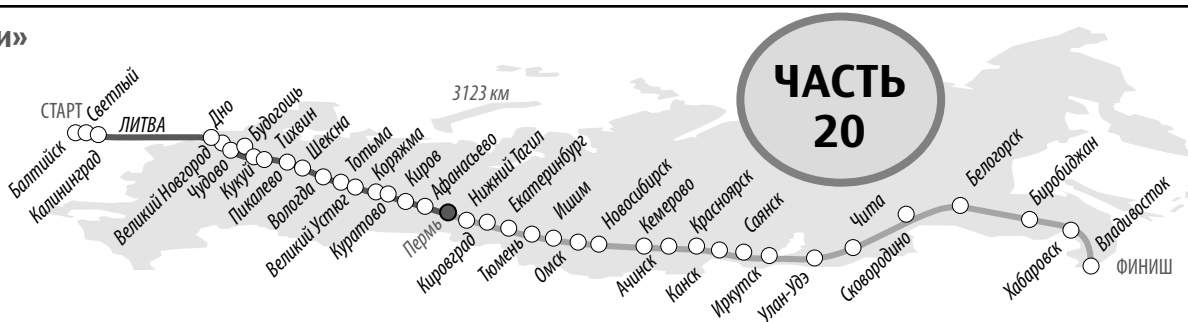 и»
ЧАСТЬ
20
3123 км
СТАРТ
Балтийск
Светлый
Калининград
ЛИТВА
Дно
Великий Новгород
Чудово
Будогощь
Кукуй
Тихвин
Пикалево
Шексна
Вологда
Тотьма
Великий Устюг
Коряжма
Куратово
Киров
Афанасьево
Пермь
Кировград
Нижний Тагил
Екатеринбург
Тюмень
Ишим
Омск
Новосибирск
Кемерово
Ачинск
Красноярск
Канск
Саянск
Иркутск
Улан-Удэ
Чита
Сковородино
Белогорск
Биробиджан
Хабаровск
Владивосток
ФИНИШ